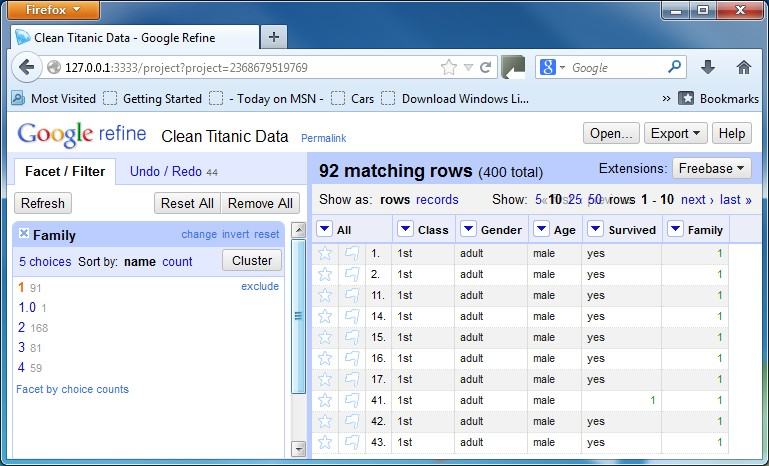 Firefox
Clean Titanic Data - Google Refine
127.0.0.1:3333/project?project=2368679519769
Google
Most Visited Getting Started - Today on MSN - Cars Download Windows Li... » Bookmarks
Google refine Clean Titanic Data Permalink
Open... Export Help
Facet / Filter Undo / Redo 44
Refresh Reset All Remove All
Family change invert reset
5 choices Sort by: name count Cluster
1 91 exclude
1.0 1
2 168
3 81
4 59
Facet by choice counts
92 matching rows (400 total)
Extensions: Freebase
Show as: rows records Show: 5 10 25 50 rows 1 - 10 next › last »
All Class Gender Age Survived Family
1. 1st adult male yes 1
2. 1st adult male yes 1
11. 1st adult male yes 1
14. 1st adult male yes 1
15. 1st adult male yes 1
16. 1st adult male yes 1
17. 1st adult male yes 1
41. 1st adult male 1 1
42. 1st adult male yes 1
43. 1st adult male yes 1